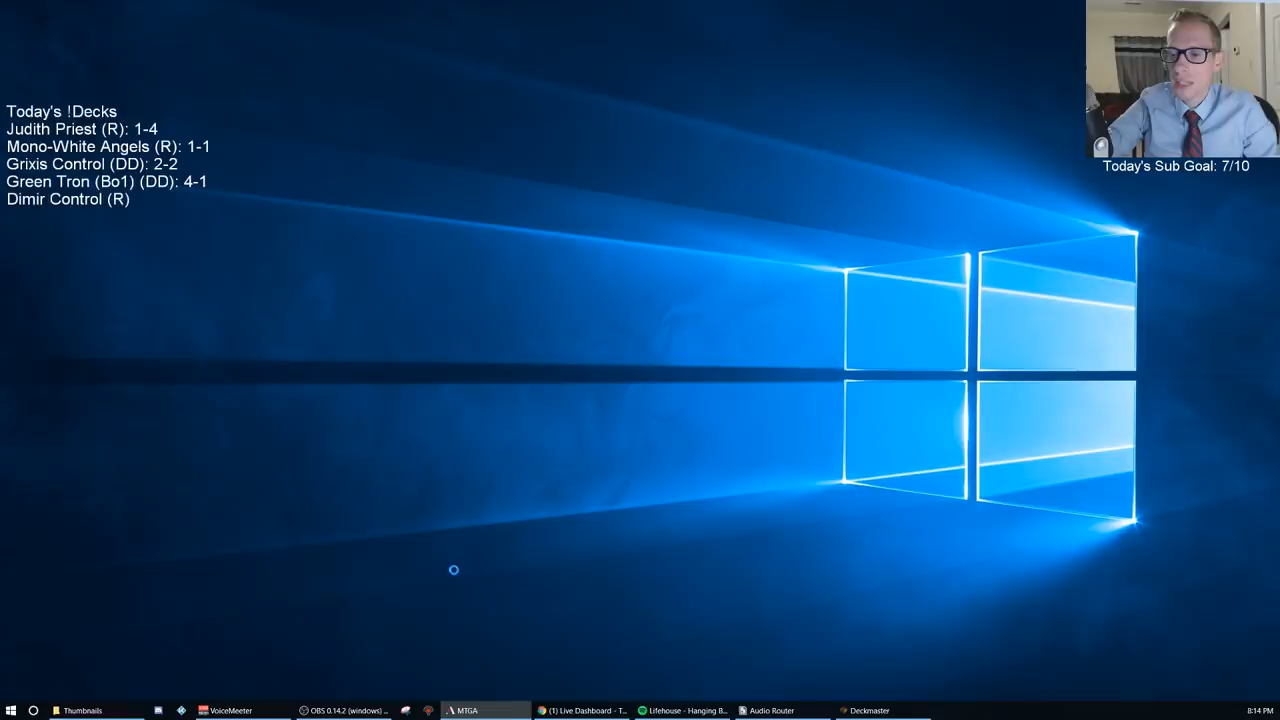 Today's !Decks
Judith Priest (R): 1-4
Mono-White Angels (R): 1-1
Grixis Control (DD): 2-2
Green Tron (Bo1) (DD): 4-1
Dimir Control (R)
Today's Sub Goal: 7/10
Thumbnails
VoiceMeeter
OBS 0.14.2 (windows) ...
MTGA
(1) Live Dashboard - T...
Lifehouse - Hanging B...
Audio Router
Deckmaster
8:14 PM